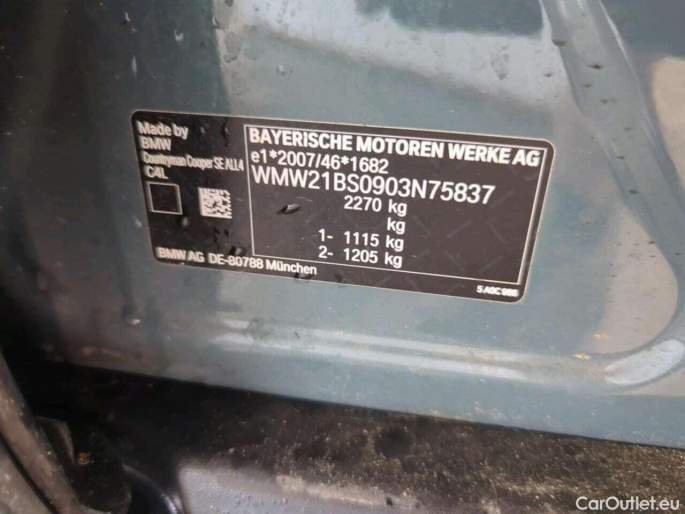 Made by
BMW
Countryman Cooper SE ALL4
C4L
BAYERISCHE MOTOREN WERKE AG
e1*2007/46*1682
WMW21BS0903N75837
2270 kg
kg
1- 1115 kg
2- 1205 kg
BMW AG DE-80788 München
CarOutlet.eu